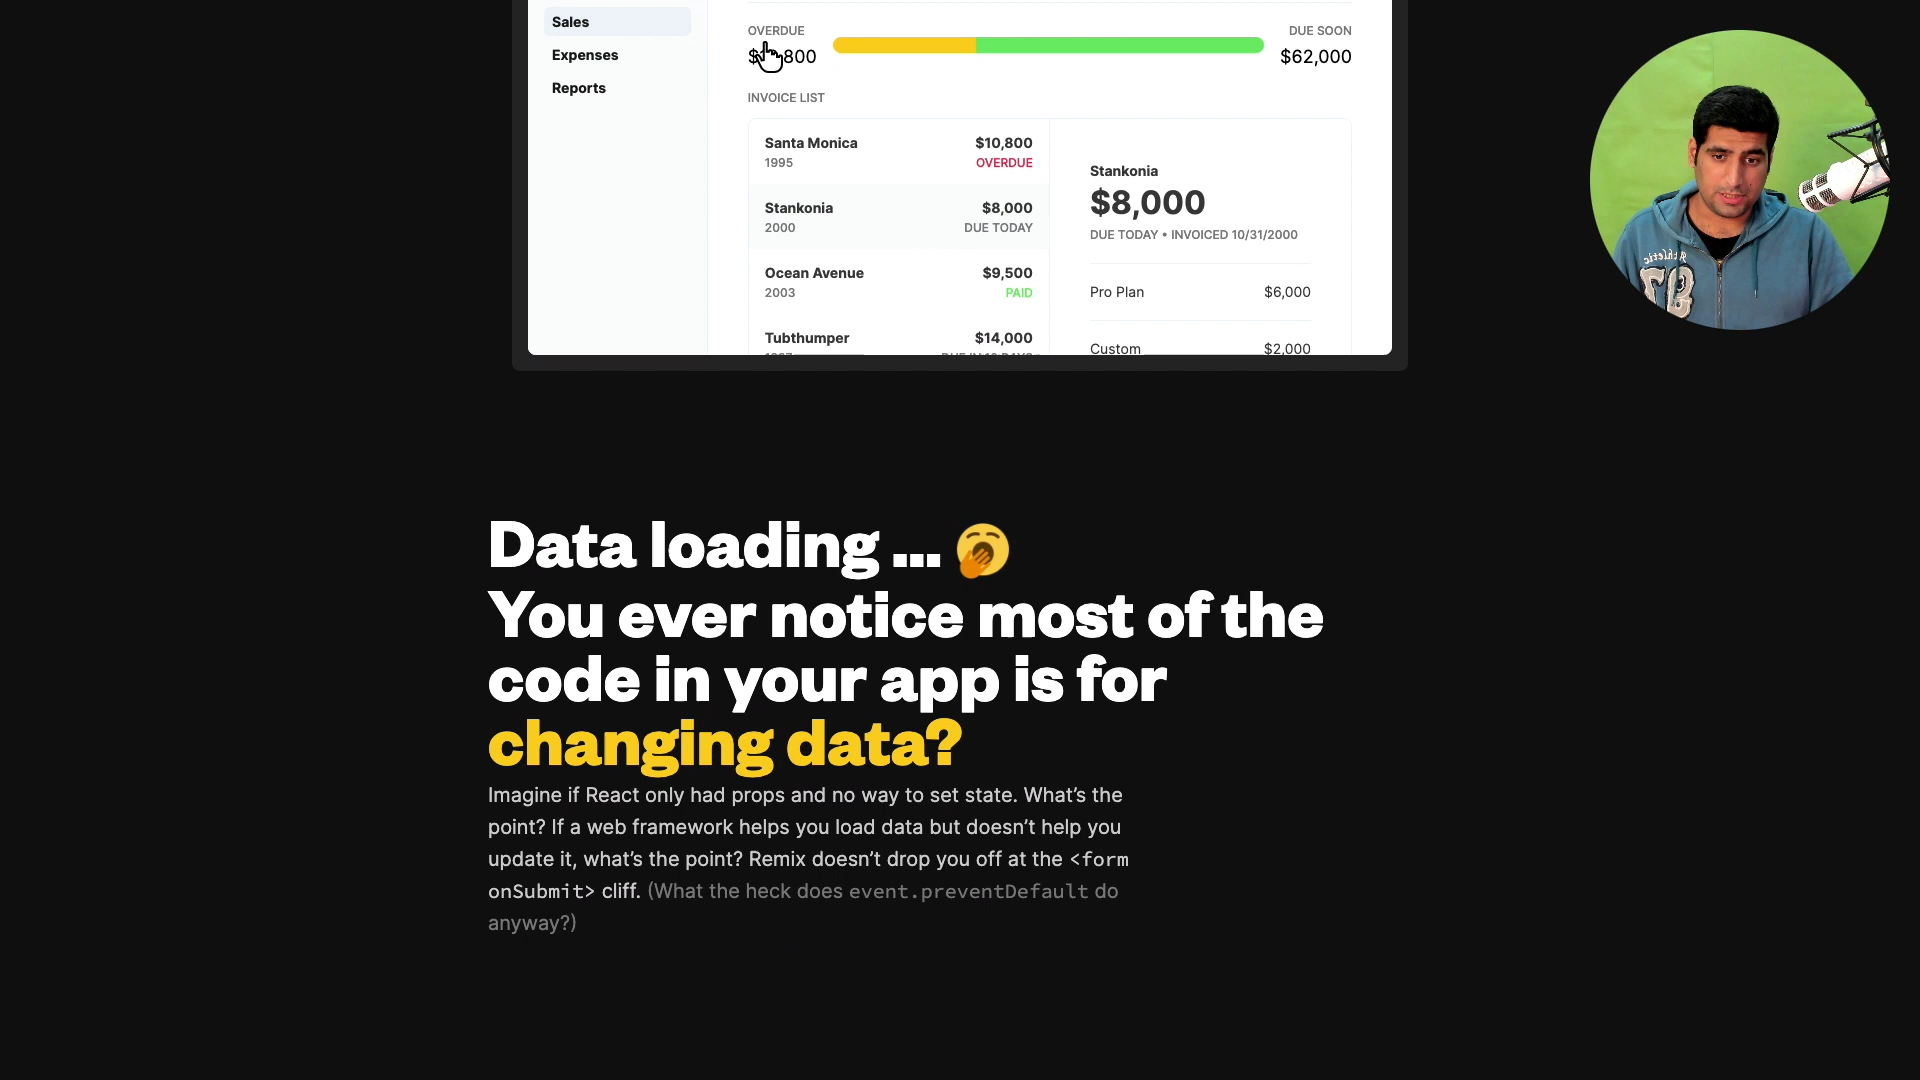 Sales
Expenses
Reports
OVERDUE
DUE SOON
$62,000
INVOICE LIST
Santa Monica $10,800
1995 OVERDUE
Stankonia $8,000
2000 DUE TODAY
Ocean Avenue $9,500
2003 PAID
Tubthumper $14,000
Stankonia
$8,000
DUE TODAY • INVOICED 10/31/2000
Pro Plan $6,000
Custom $2,000
Data loading ... 🥱
You ever notice most of the
code in your app is for
changing data?
Imagine if React only had props and no way to set state. What’s the
point? If a web framework helps you load data but doesn’t help you
update it, what’s the point? Remix doesn’t drop you off at the <form
onSubmit> cliff. (What the heck does event.preventDefault do
anyway?)